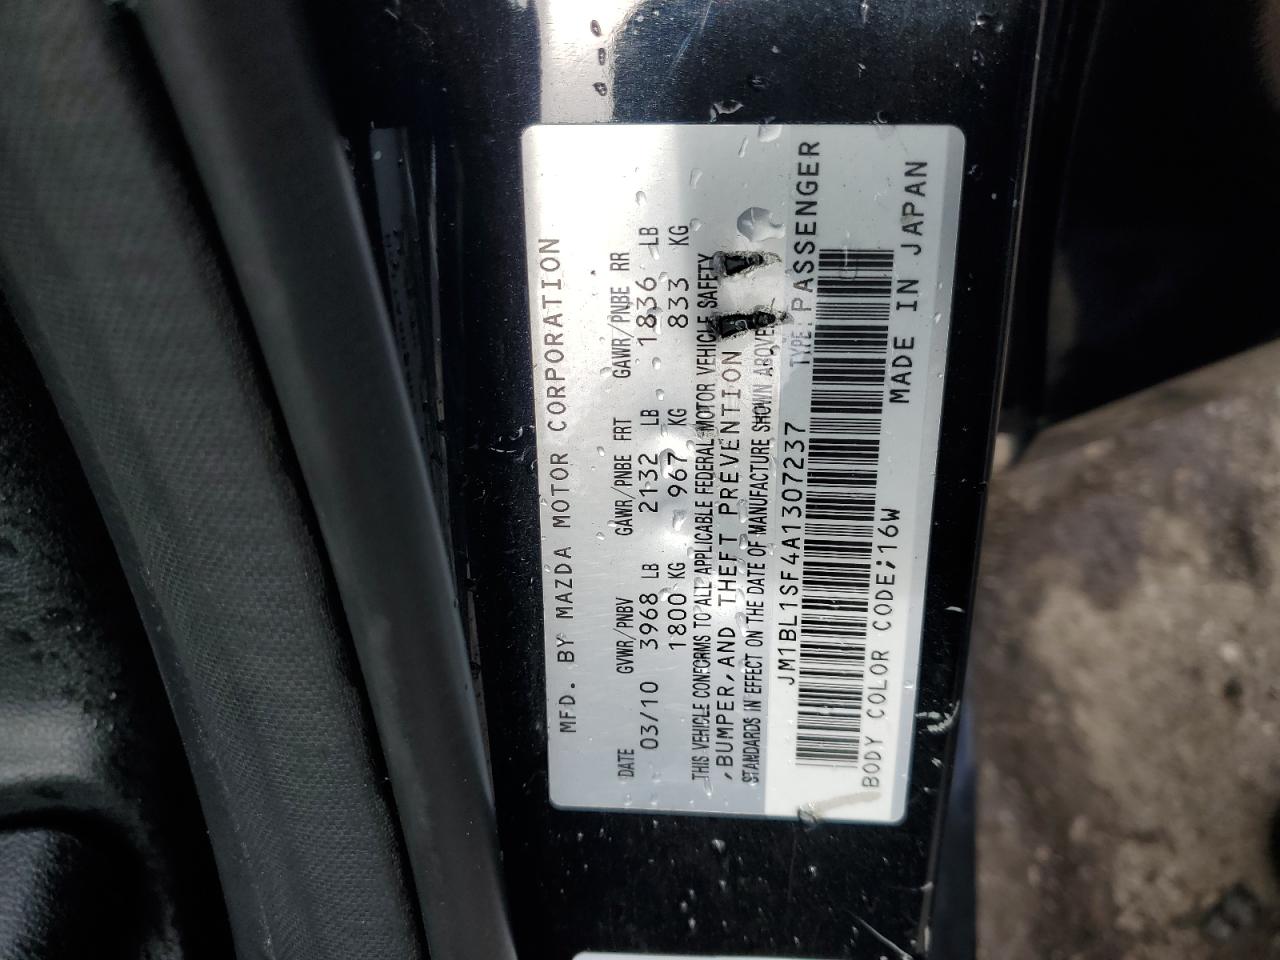 MFD. BY MAZDA MOTOR CORPORATION
DATE GVWR/PNBV GAWR/PNBE FRT GAWR/PNBE RR
03/10 3968 LB 2132 LB 1836 LB
1800 KG 967 KG 833 KG
THIS VEHICLE CONFORMS TO ALL APPLICABLE FEDERAL MOTOR VEHICLE SAFETY
,BUMPER,AND THEFT PREVENTION
STANDARDS IN EFFECT ON THE DATE OF MANUFACTURE SHOWN ABOVE
JM1BL1SF4A1307237 TYPE:PASSENGER
BODY COLOR CODE;16W MADE IN JAPAN